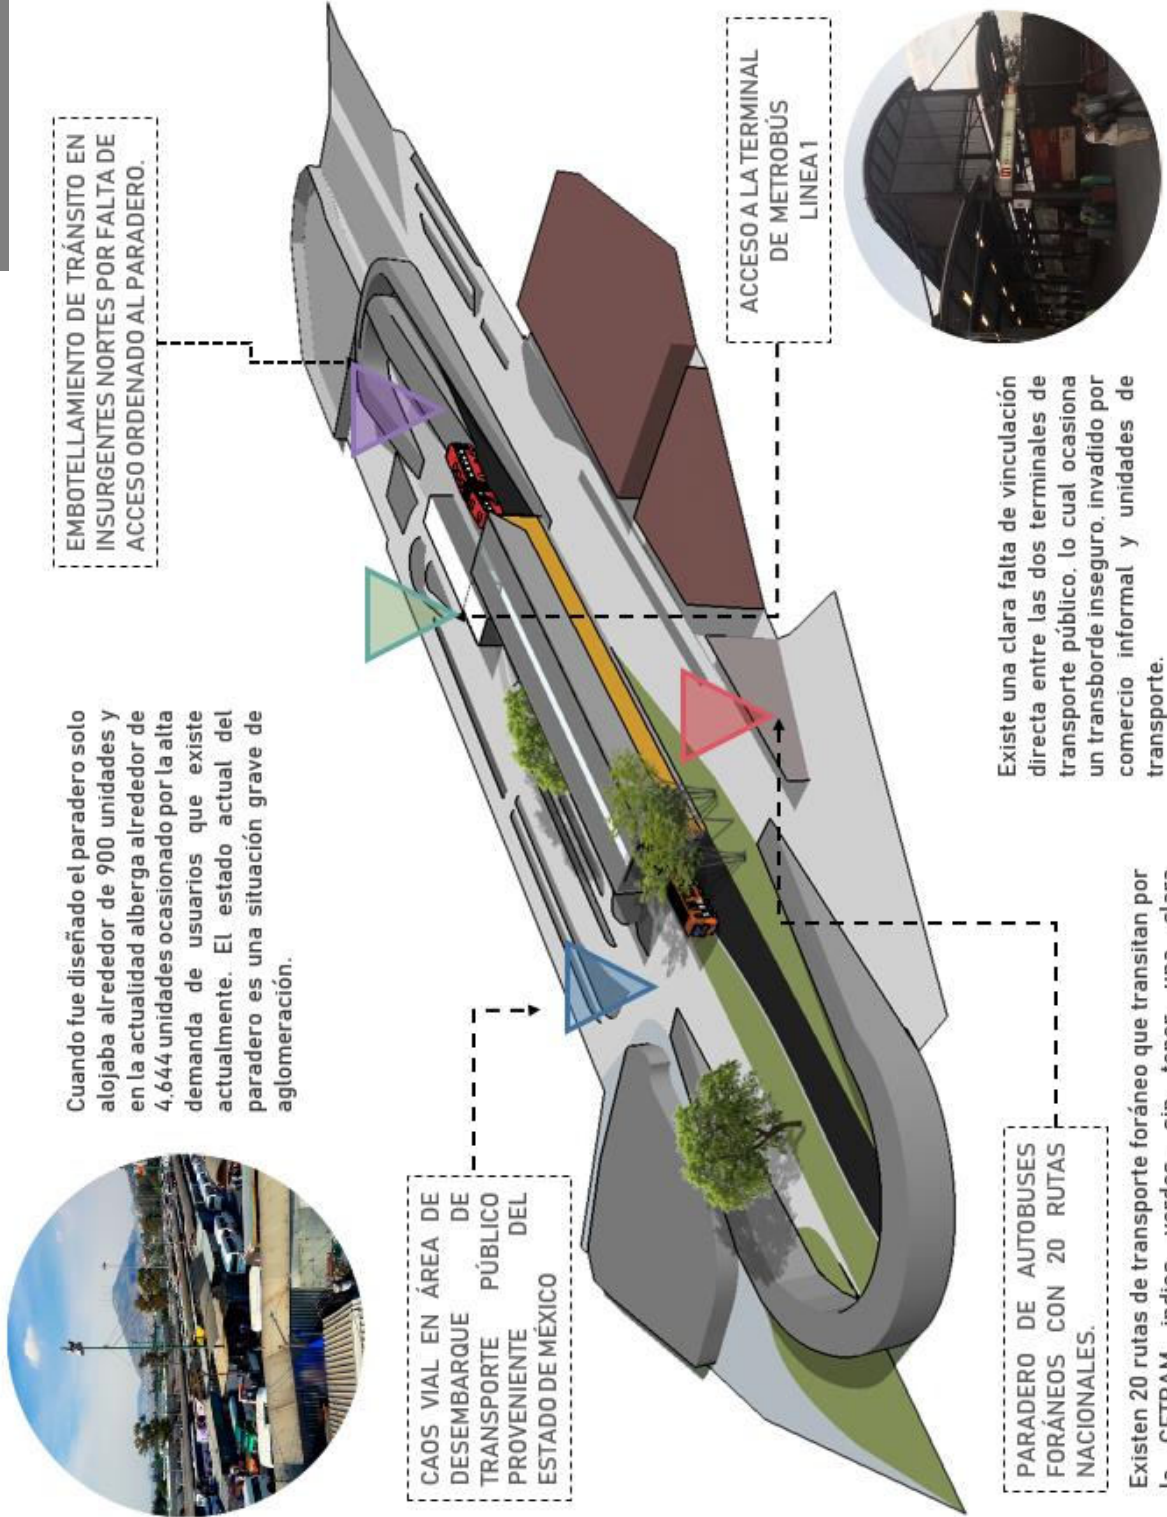 Cuando fue diseñado el paradero solo
alojaba alrededor de 900 unidades y
en la actualidad alberga alrededor de
4,644 unidades ocasionado por la alta
demanda de usuarios que existe
actualmente. El estado actual del
paradero es una situación grave de
aglomeración.
EMBOTELLAMIENTO DE TRÁNSITO EN
INSURGENTES NORTES POR FALTA DE
ACCESO ORDENADO AL PARADERO.
CAOS VIAL EN ÁREA DE
DESEMBARQUE DE
TRANSPORTE PÚBLICO
PROVENIENTE DEL
ESTADO DE MÉXICO
ACCESO A LA TERMINAL
DE METROBÚS
LINEA 1
PARADERO DE AUTOBUSES
FORÁNEOS CON 20 RUTAS
NACIONALES.
Existe una clara falta de vinculación
directa entre las dos terminales de
transporte público, lo cual ocasiona
un transborde inseguro, invadido por
comercio informal y unidades de
transporte.
Existen 20 rutas de transporte foráneo que transitan por